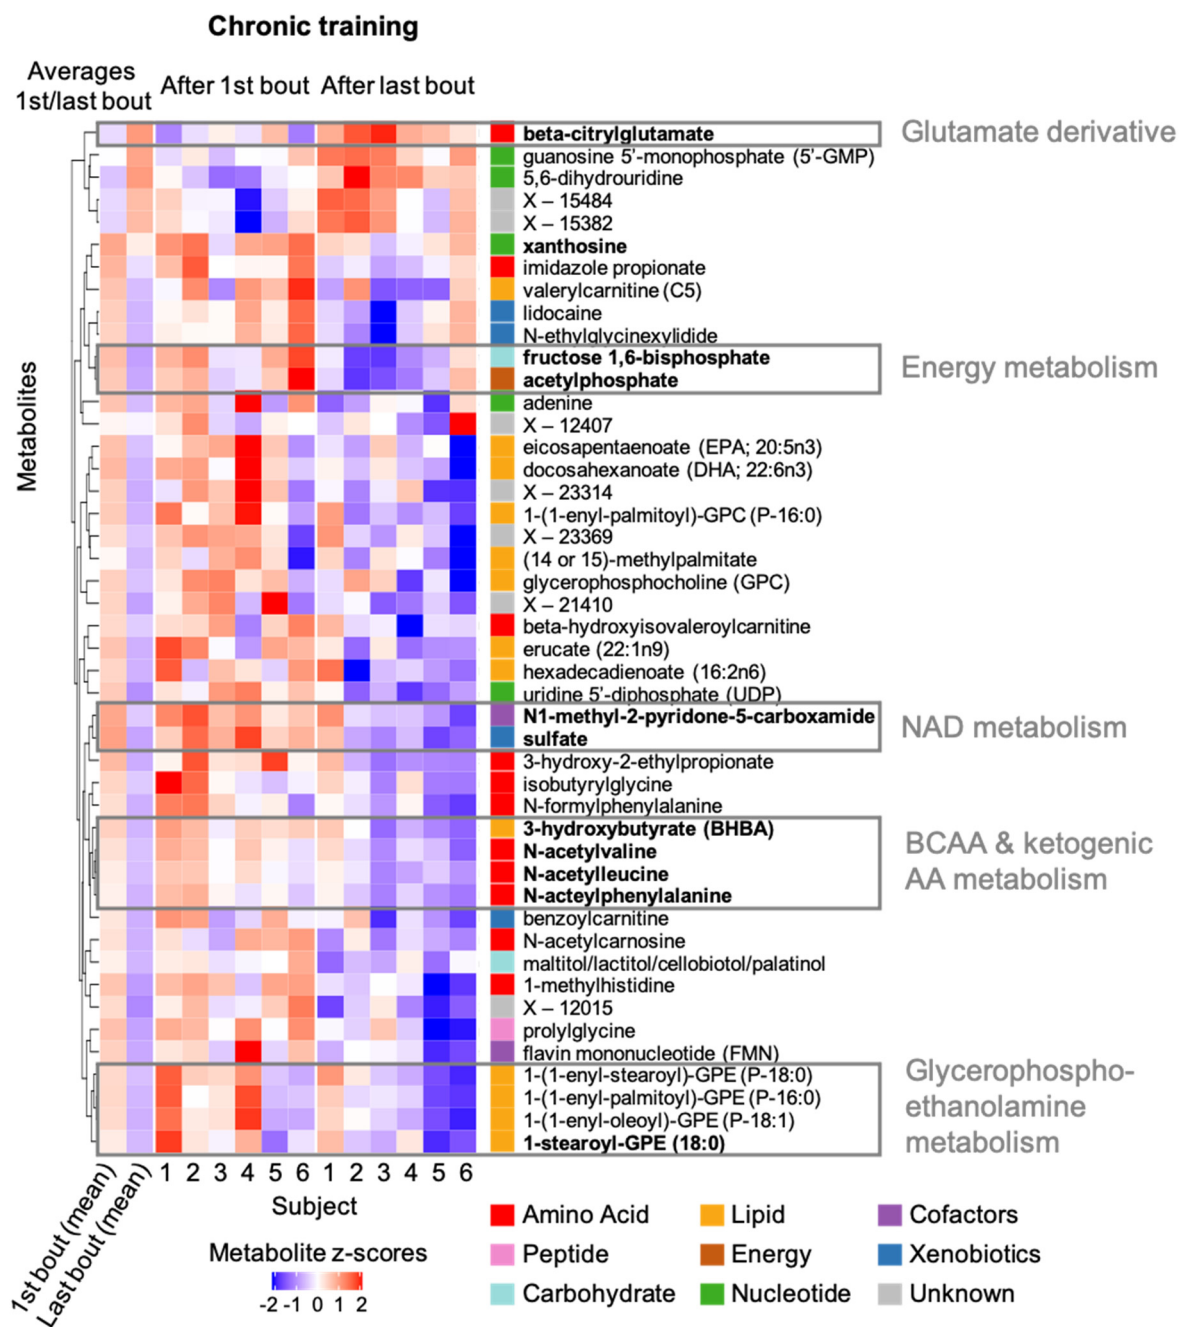 Chronic training
Averages
1st/last bout
After 1st bout
After last bout
Metabolites
beta-citrylglutamate
guanosine 5'-monophosphate (5'-GMP)
5,6-dihydrouridine
X – 15484
X – 15382
xanthosine
imidazole propionate
valerylcarnitine (C5)
lidocaine
N-ethylglycinexylidide
fructose 1,6-bisphosphate
acetylphosphate
adenine
X – 12407
eicosapentaenoate (EPA; 20:5n3)
docosahexanoate (DHA; 22:6n3)
X – 23314
1-(1-enyl-palmitoyl)-GPC (P-16:0)
X – 23369
(14 or 15)-methylpalmitate
glycerophosphocholine (GPC)
X – 21410
beta-hydroxyisovaleroylcarnitine
erucate (22:1n9)
hexadecadienoate (16:2n6)
uridine 5'-diphosphate (UDP)
N1-methyl-2-pyridone-5-carboxamide
sulfate
3-hydroxy-2-ethylpropionate
isobutyrylglycine
N-formylphenylalanine
3-hydroxybutyrate (BHBA)
N-acetylvaline
N-acetylleucine
N-acteylphenylalanine
benzoylcarnitine
N-acetylcarnosine
maltitol/lactitol/cellobiotol/palatinol
1-methylhistidine
X – 12015
prolylglycine
flavin mononucleotide (FMN)
1-(1-enyl-stearoyl)-GPE (P-18:0)
1-(1-enyl-palmitoyl)-GPE (P-16:0)
1-(1-enyl-oleoyl)-GPE (P-18:1)
1-stearoyl-GPE (18:0)
Glutamate derivative
Energy metabolism
NAD metabolism
BCAA & ketogenic
AA metabolism
Glycerophospho-
ethanolamine
metabolism
1st bout (mean)
Last bout (mean)
1 2 3 4 5 6 1 2 3 4 5 6
Subject
Metabolite z-scores
-2 -1 0 1 2
Amino Acid
Lipid
Cofactors
Peptide
Energy
Xenobiotics
Carbohydrate
Nucleotide
Unknown